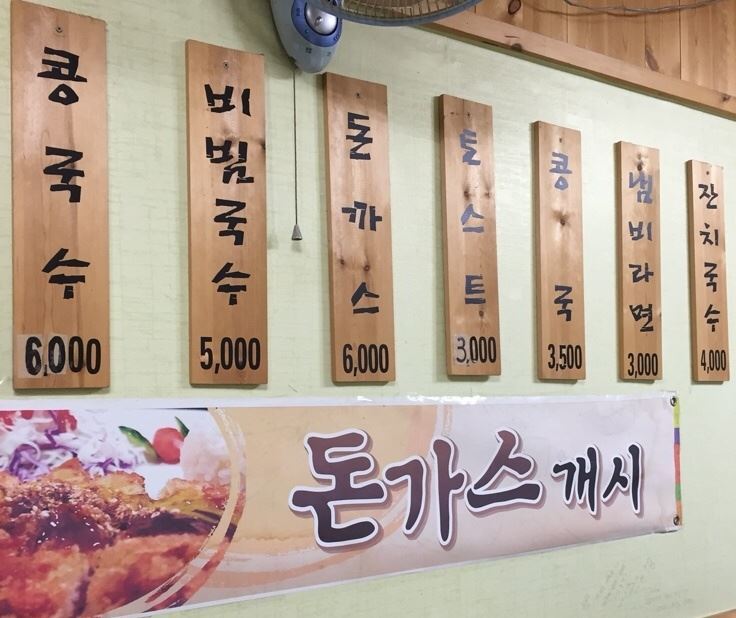 콩국수
6,000
비빔국수
5,000
돈까스
6,000
토스트
3,000
콩국
3,500
냄비라면
3,000
잔치국수
4,000
돈가스 개시